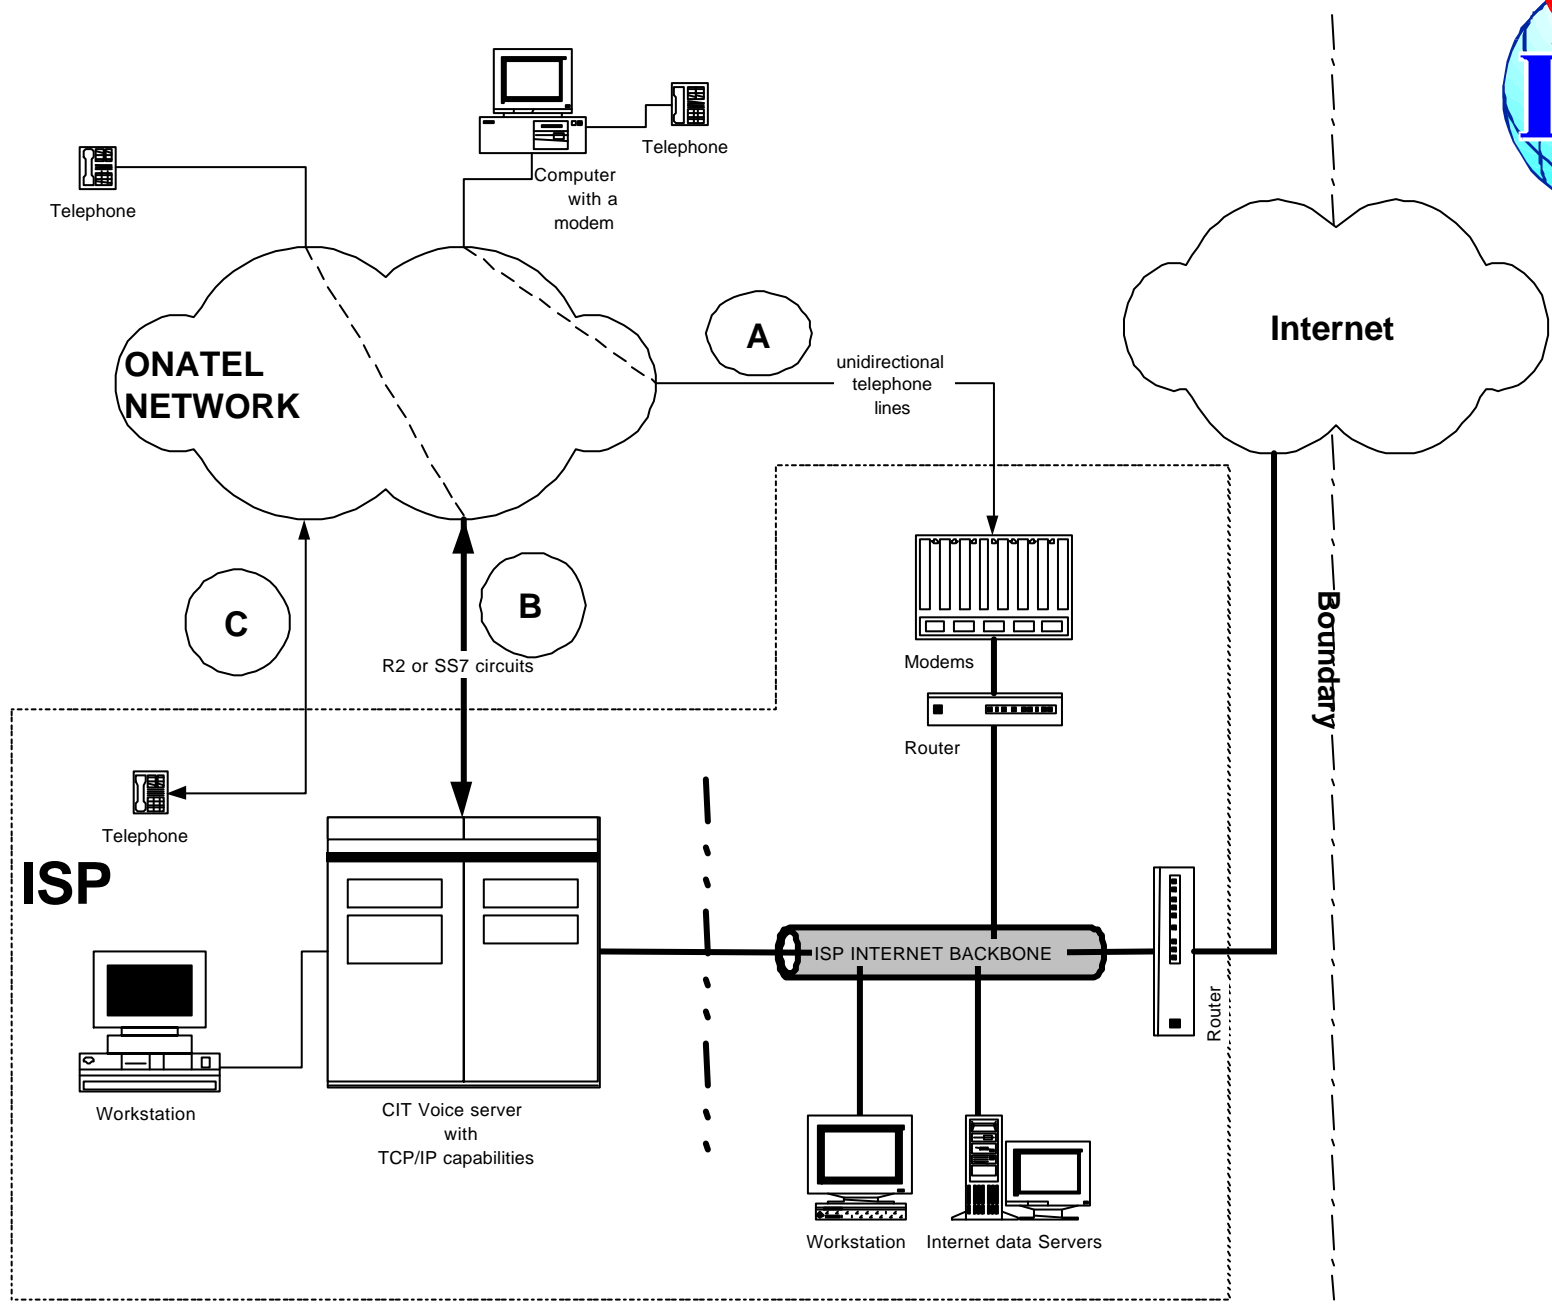 Telephone
Telephone
Computer
with a
modem
A
unidirectional
telephone
lines
Internet
ONATEL
NETWORK
C
B
R2 or SS7 circuits
Modems
Router
Boundary
Telephone
ISP
ISP INTERNET BACKBONE
Router
Workstation
CIT Voice server
with
TCP/IP capabilities
Workstation
Internet data Servers